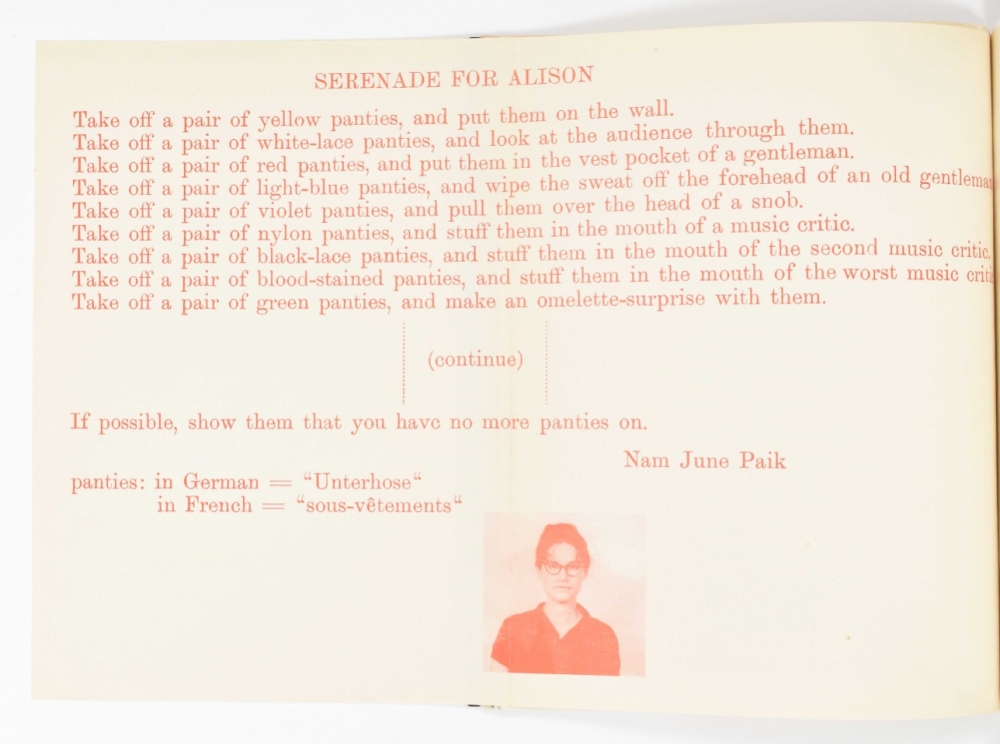 SERENADE FOR ALISON
Take off a pair of yellow panties, and put them on the wall.
Take off a pair of white-lace panties, and look at the audience through them.
Take off a pair of red panties, and put them in the vest pocket of a gentleman.
Take off a pair of light-blue panties, and wipe the sweat off the forehead of an old gentleman
Take off a pair of violet panties, and pull them over the head of a snob.
Take off a pair of nylon panties, and stuff them in the mouth of a music critic.
Take off a pair of black-lace panties, and stuff them in the mouth of the second music critic.
Take off a pair of blood-stained panties, and stuff them in the mouth of the worst music criti
Take off a pair of green panties, and make an omelette-surprise with them.
(continue)
If possible, show them that you have no more panties on.
Nam June Paik
panties: in German = “Unterhose“
in French = “sous-vêtements“